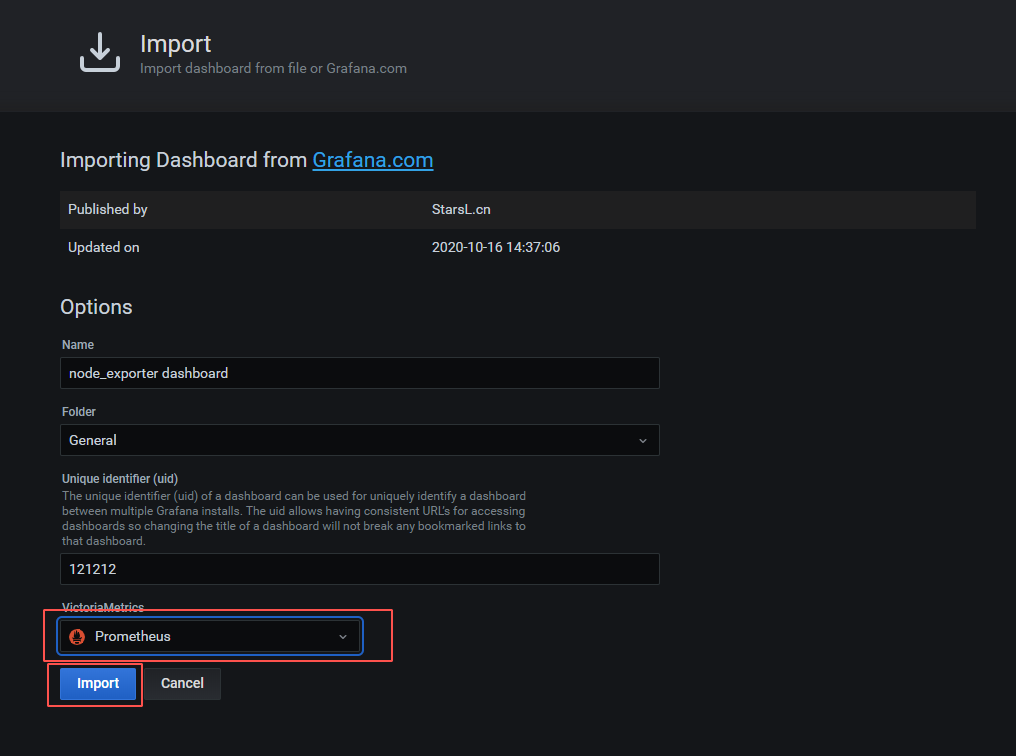 Import
Import dashboard from file or Grafana.com
Importing Dashboard from Grafana.com
Published by StarsL.cn
Updated on 2020-10-16 14:37:06
Options
Name
node_exporter dashboard
Folder
General
Unique identifier (uid)
The unique identifier (uid) of a dashboard can be used for uniquely identify a dashboard
between multiple Grafana installs. The uid allows having consistent URL's for accessing
dashboards so changing the title of a dashboard will not break any bookmarked links to
that dashboard.
121212
VictoriaMetrics
Prometheus
Import Cancel